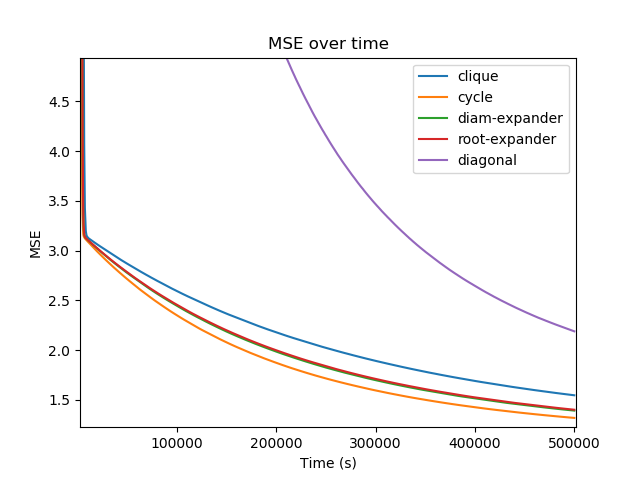 MSE over time
clique
cycle
diam-expander
root-expander
diagonal
4.5
4.0
3.5
3.0
2.5
2.0
1.5
MSE
100000 200000 300000 400000 500000
Time (s)